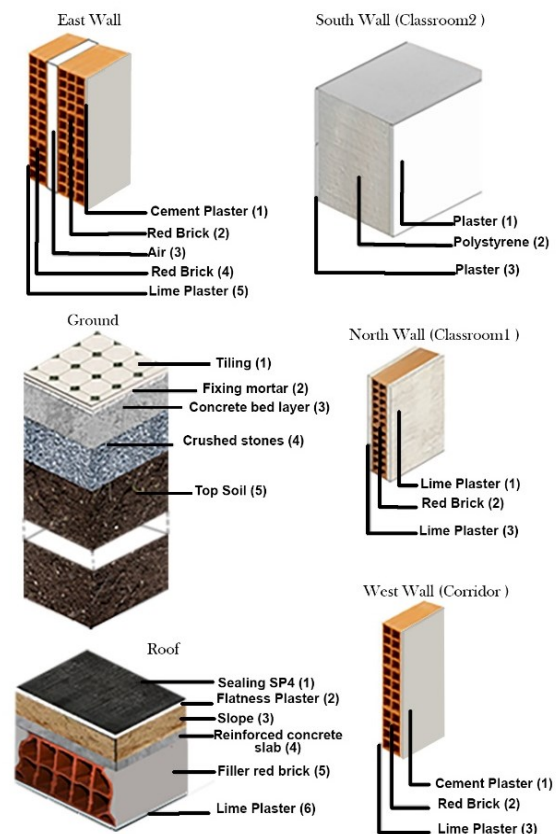 East Wall
Cement Plaster (1)
Red Brick (2)
Air (3)
Red Brick (4)
Lime Plaster (5)
South Wall (Classroom2)
Plaster (1)
Polystyrene (2)
Plaster (3)
Ground
Tiling (1)
Fixing mortar (2)
Concrete bed layer (3)
Crushed stones (4)
Top Soil (5)
North Wall (Classroom1)
Lime Plaster (1)
Red Brick (2)
Lime Plaster (3)
Roof
Sealing SP4 (1)
Flatness Plaster (2)
Slope (3)
Reinforced concrete
slab (4)
Filler red brick (5)
Lime Plaster (6)
West Wall (Corridor )
Cement Plaster (1)
Red Brick (2)
Lime Plaster (3)